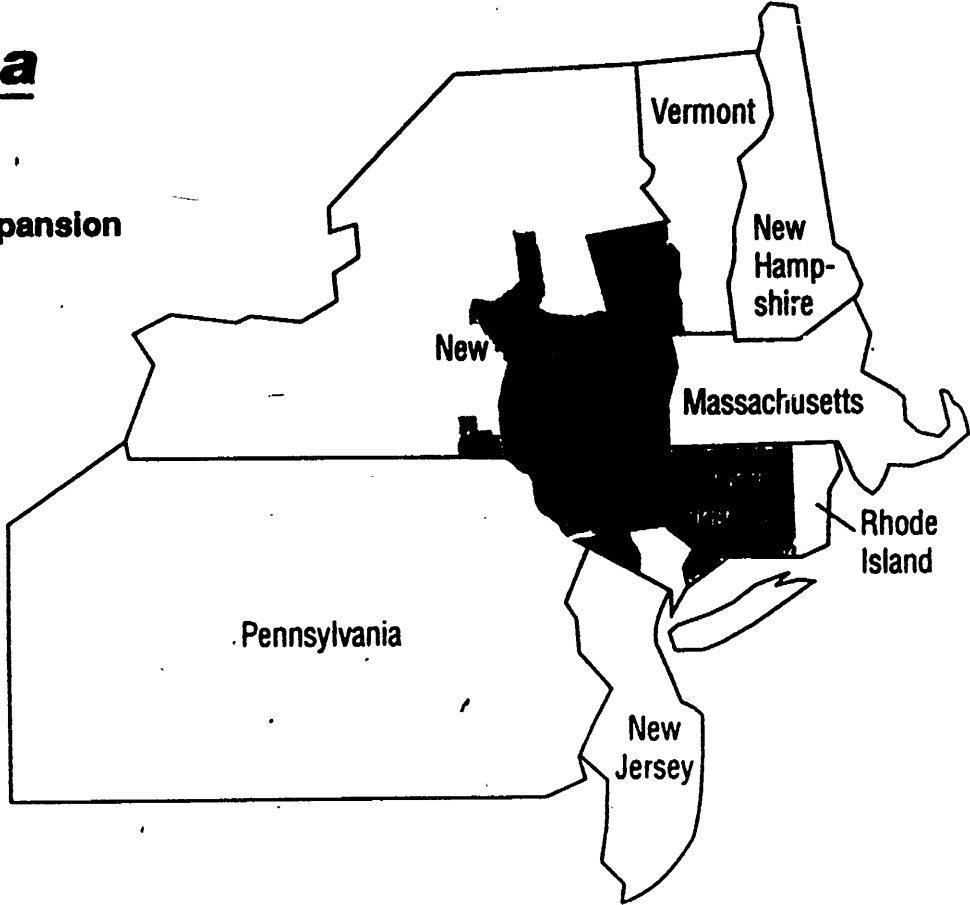 a
pansion
Vermont
New
Hamp-
shire
New
Massachusetts
Rhode
Island
Pennsylvania
New
Jersey